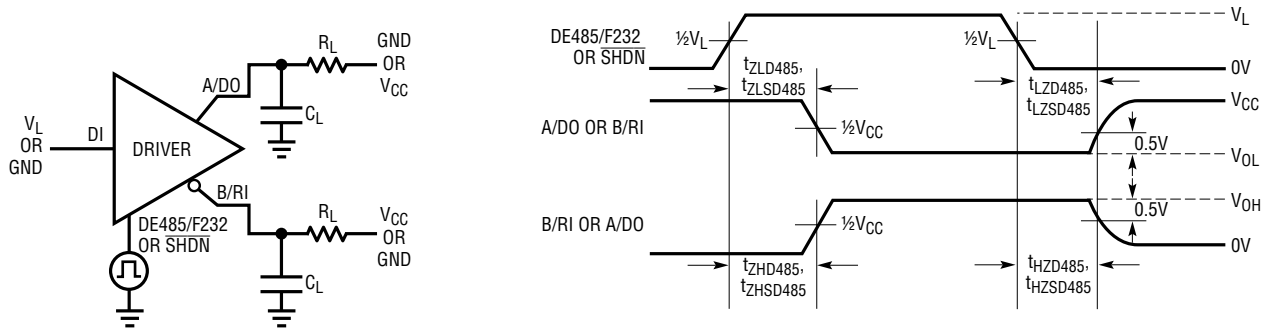 GND
OR
VCC
RL
A/DO
CL
VL
OR
GND
DI
DRIVER
B/RI
RL
VCC
OR
GND
DE485/F232
OR SHDN
CL
DE485/F232
OR SHDN
½VL
½VL
VL
0V
tZLD485,
tZLSD485
tLZD485,
tLZSD485
A/DO OR B/RI
½VCC
VCC
0.5V
VOL
B/RI OR A/DO
½VCC
VOH
0.5V
0V
tZHD485,
tZHSD485
tHZD485,
tHZSD485